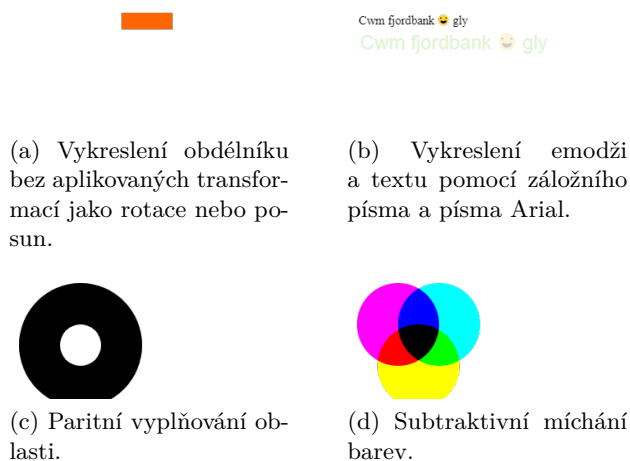 Cwm fjordbank 😃 gly
Cwm fjordbank 😃 gly
(a) Vykreslení obdélníku
bez aplikovaných transfor-
mací jako rotace nebo po-
sun.
(b) Vykreslení emodži
a textu pomocí záložního
písma a písma Arial.
(c) Paritní vyplňování ob-
lasti.
(d) Subtraktivní míchání
barev.